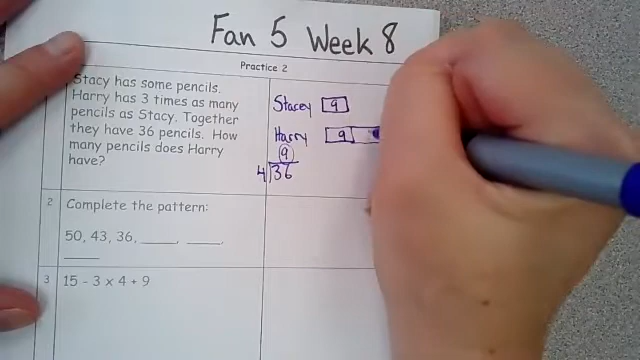 Fan 5 Week 8
Practice 2
Stacy has some pencils.
Harry has 3 times as many
pencils as Stacy. Together
they have 36 pencils. How
many pencils does Harry
have?
Stacey 9
Harry 9
9
4 36
2 Complete the pattern:
50, 43, 36, ____, ____,
____
3 15 - 3 x 4 + 9